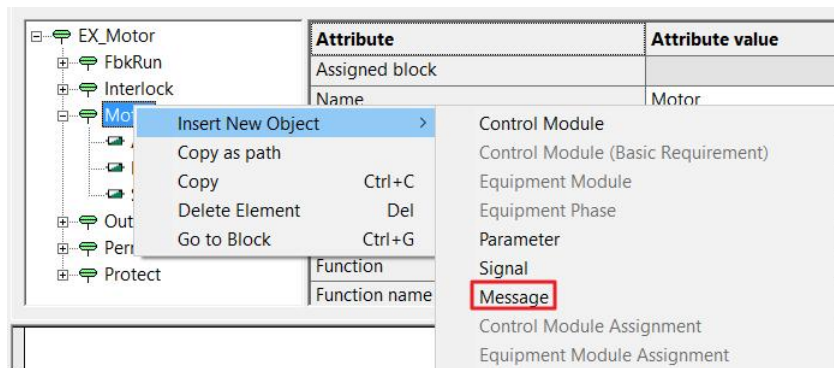 EX_Motor
FbkRun
Interlock
Out
Protect
Attribute Attribute value
Assigned block
Name Motor
Function
Function name
Insert New Object >
Copy as path
Copy Ctrl+C
Delete Element Del
Go to Block Ctrl+G
Control Module
Control Module (Basic Requirement)
Equipment Module
Equipment Phase
Parameter
Signal
Message
Control Module Assignment
Equipment Module Assignment